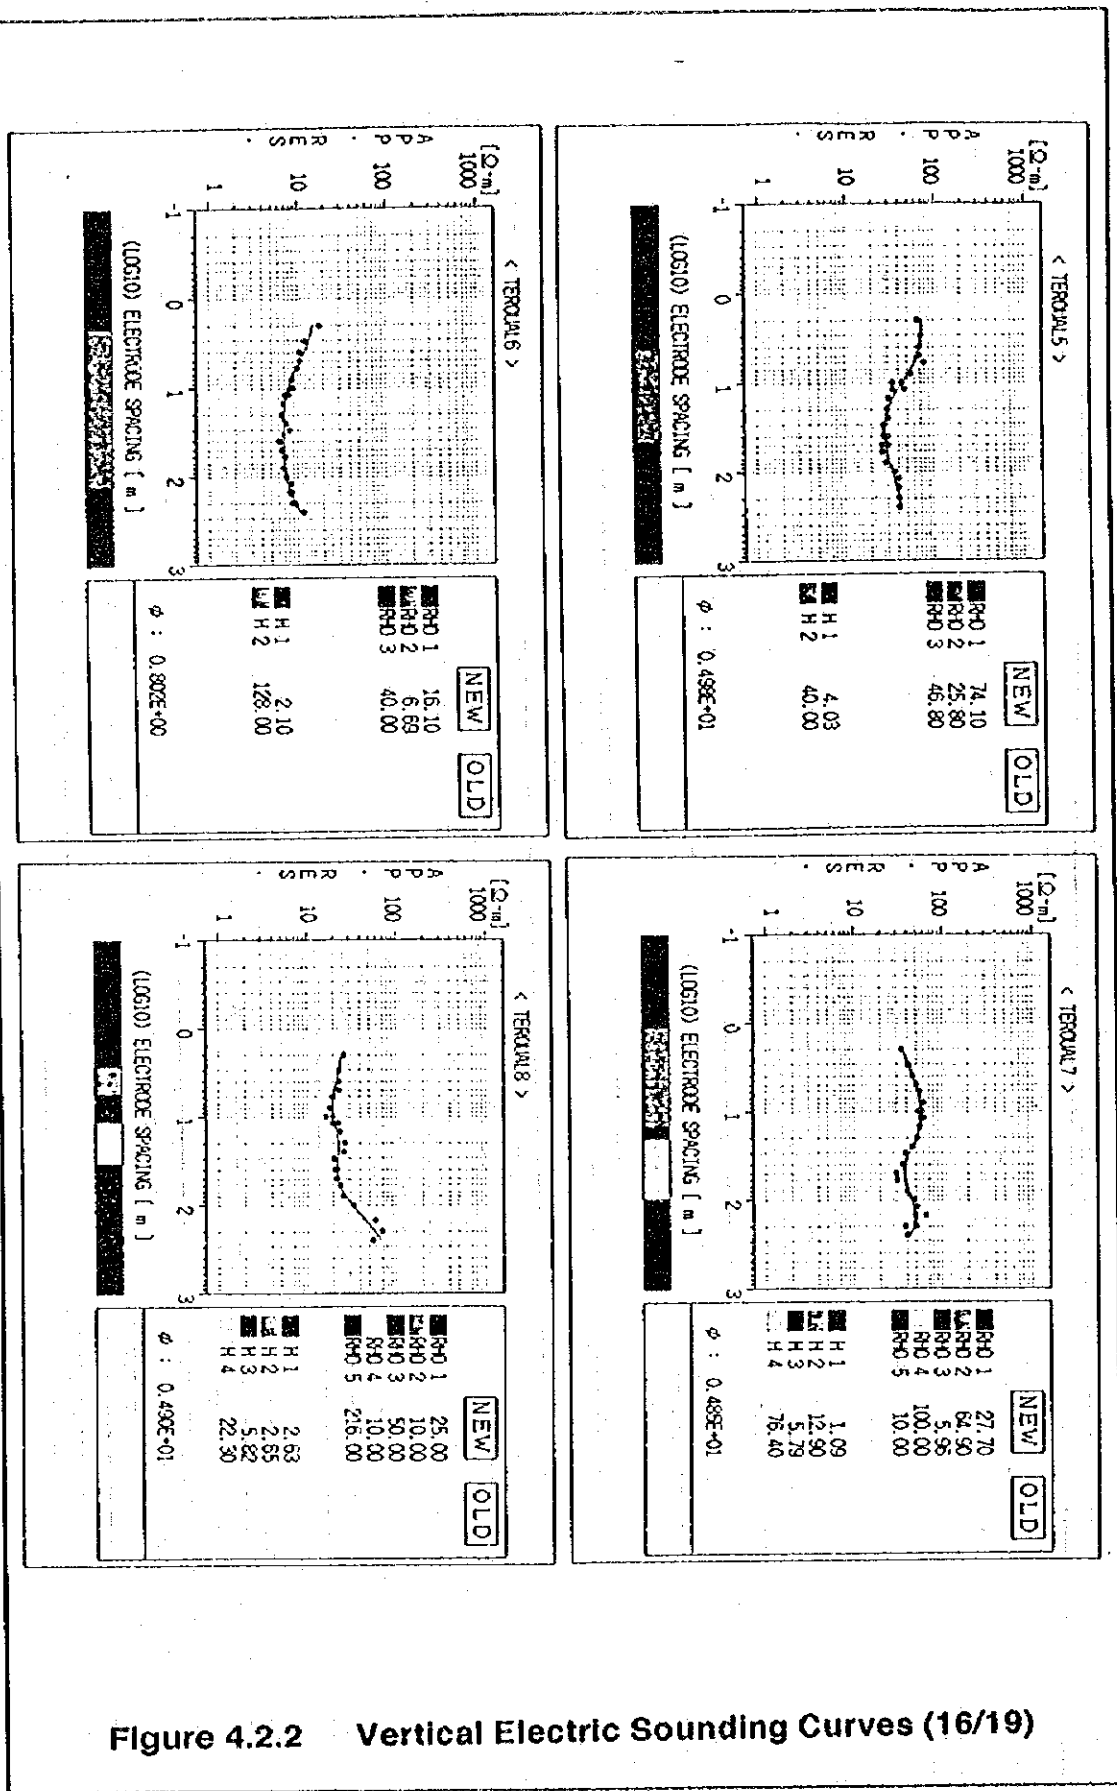 < TEROUAL5 >
[Ω-m]
1000
100
10
1
APP. RES.
-1 0 1 2 3
(LOG10) ELECTRODE SPACING [ m ]
NEW OLD
RHO 1 74.10
RHO 2 25.80
RHO 3 46.80
H 1 4.03
H 2 40.00
φ : 0.498E+01
< TEROUAL7 >
[Ω-m]
1000
100
10
1
APP. RES.
-1 0 1 2 3
(LOG10) ELECTRODE SPACING [ m ]
NEW OLD
RHO 1 27.70
RHO 2 64.90
RHO 3 5.96
RHO 4 100.00
RHO 5 10.00
H 1 1.09
H 2 12.90
H 3 5.79
H 4 76.40
φ : 0.485E+01
< TEROUAL6 >
[Ω-m]
1000
100
10
1
APP. RES.
-1 0 1 2 3
(LOG10) ELECTRODE SPACING [ m ]
NEW OLD
RHO 1 16.10
RHO 2 6.69
RHO 3 40.00
H 1 2.10
H 2 128.00
φ : 0.802E+00
< TEROUAL8 >
[Ω-m]
1000
100
10
1
APP. RES.
-1 0 1 2 3
(LOG10) ELECTRODE SPACING [ m ]
NEW OLD
RHO 1 25.00
RHO 2 10.00
RHO 3 50.00
RHO 4 10.00
RHO 5 216.00
H 1 2.63
H 2 2.65
H 3 5.82
H 4 22.30
φ : 0.490E+01
Figure 4.2.2 Vertical Electric Sounding Curves (16/19)